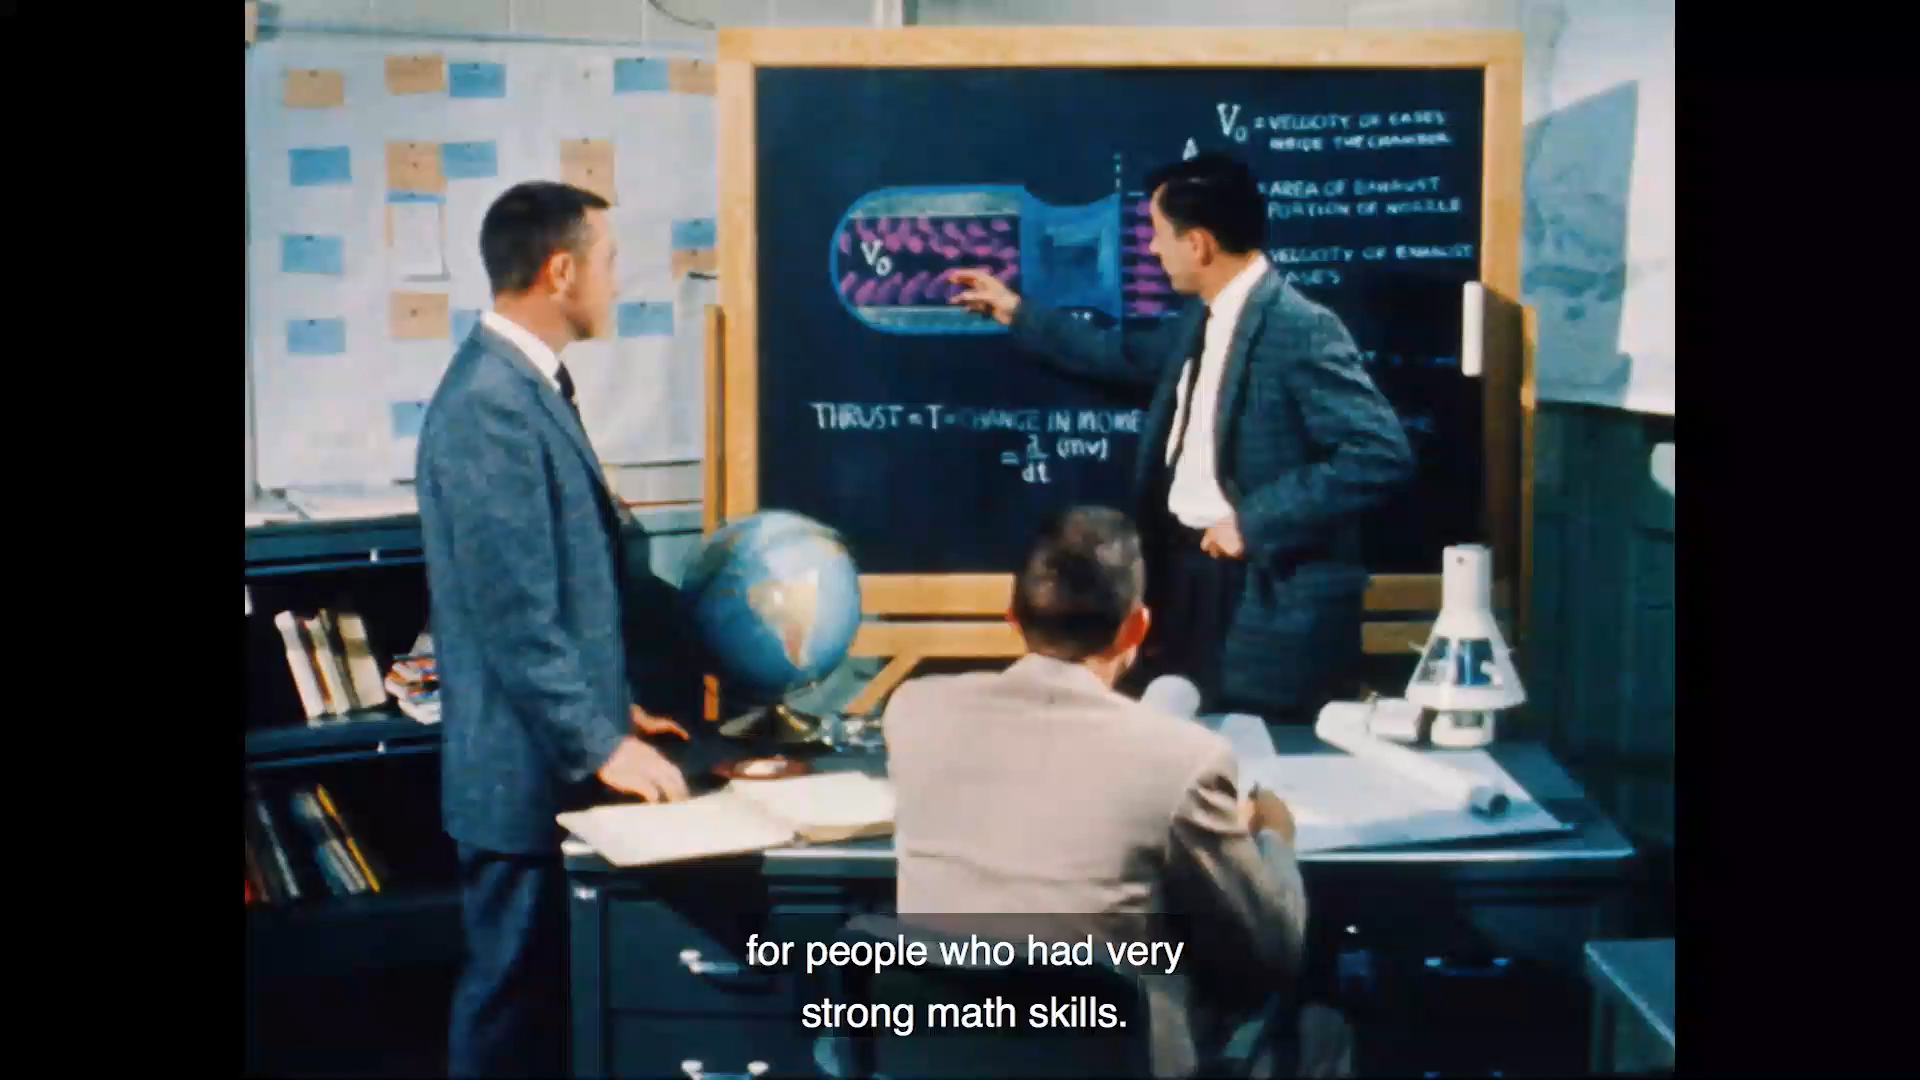 V₀ = VELOCITY OF GASES
INSIDE THE CHAMBER
A
= AREA OF EXHAUST
PORTION OF NOZZLE
VELOCITY OF EXHAUST
GASES
V₀
THRUST = T = CHANGE IN MOME
= d/dt (mv)
for people who had very
strong math skills.